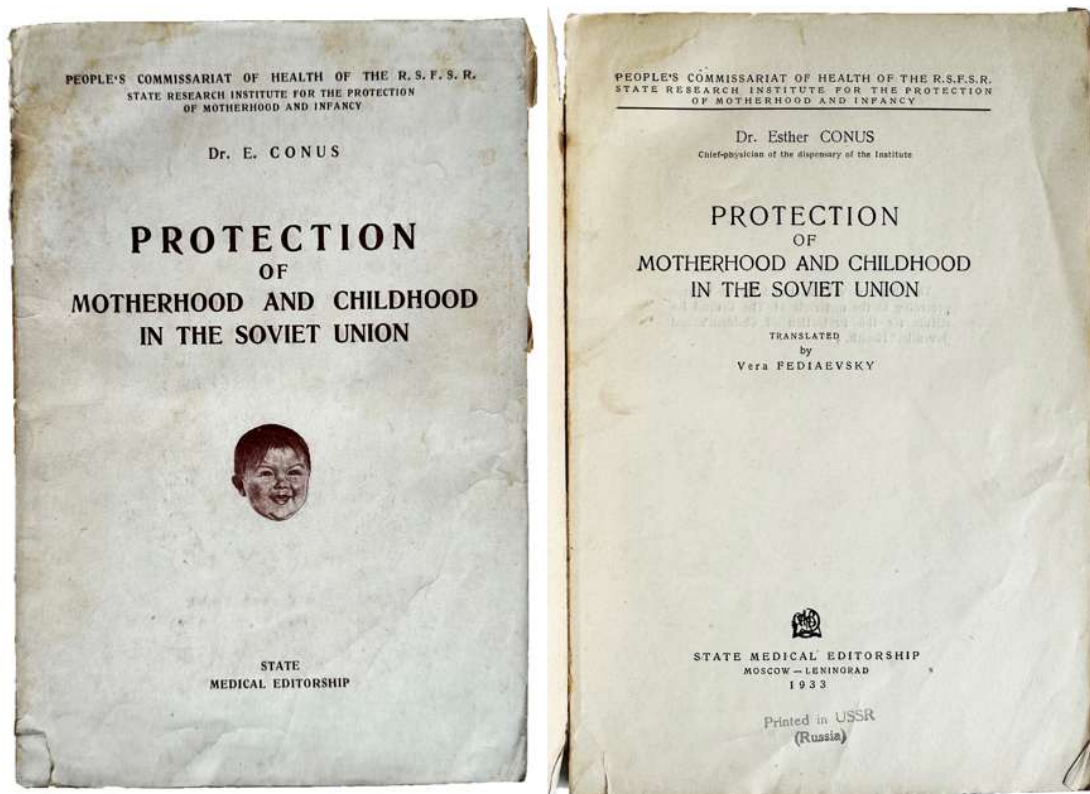 PEOPLE'S COMMISSARIAT OF HEALTH OF THE R. S. F. S. R.
STATE RESEARCH INSTITUTE FOR THE PROTECTION
OF MOTHERHOOD AND INFANCY
Dr. E. CONUS
PROTECTION
OF
MOTHERHOOD AND CHILDHOOD
IN THE SOVIET UNION
STATE
MEDICAL EDITORSHIP
PEOPLE'S COMMISSARIAT OF HEALTH OF THE R.S.F.S.R.
STATE RESEARCH INSTITUTE FOR THE PROTECTION
OF MOTHERHOOD AND INFANCY
Dr. Esther CONUS
Chief-physician of the dispensary of the Institute
PROTECTION
OF
MOTHERHOOD AND CHILDHOOD
IN THE SOVIET UNION
TRANSLATED
by
Vera FEDIAEVSKY
STATE MEDICAL EDITORSHIP
MOSCOW — LENINGRAD
1933
Printed in USSR
(Russia)